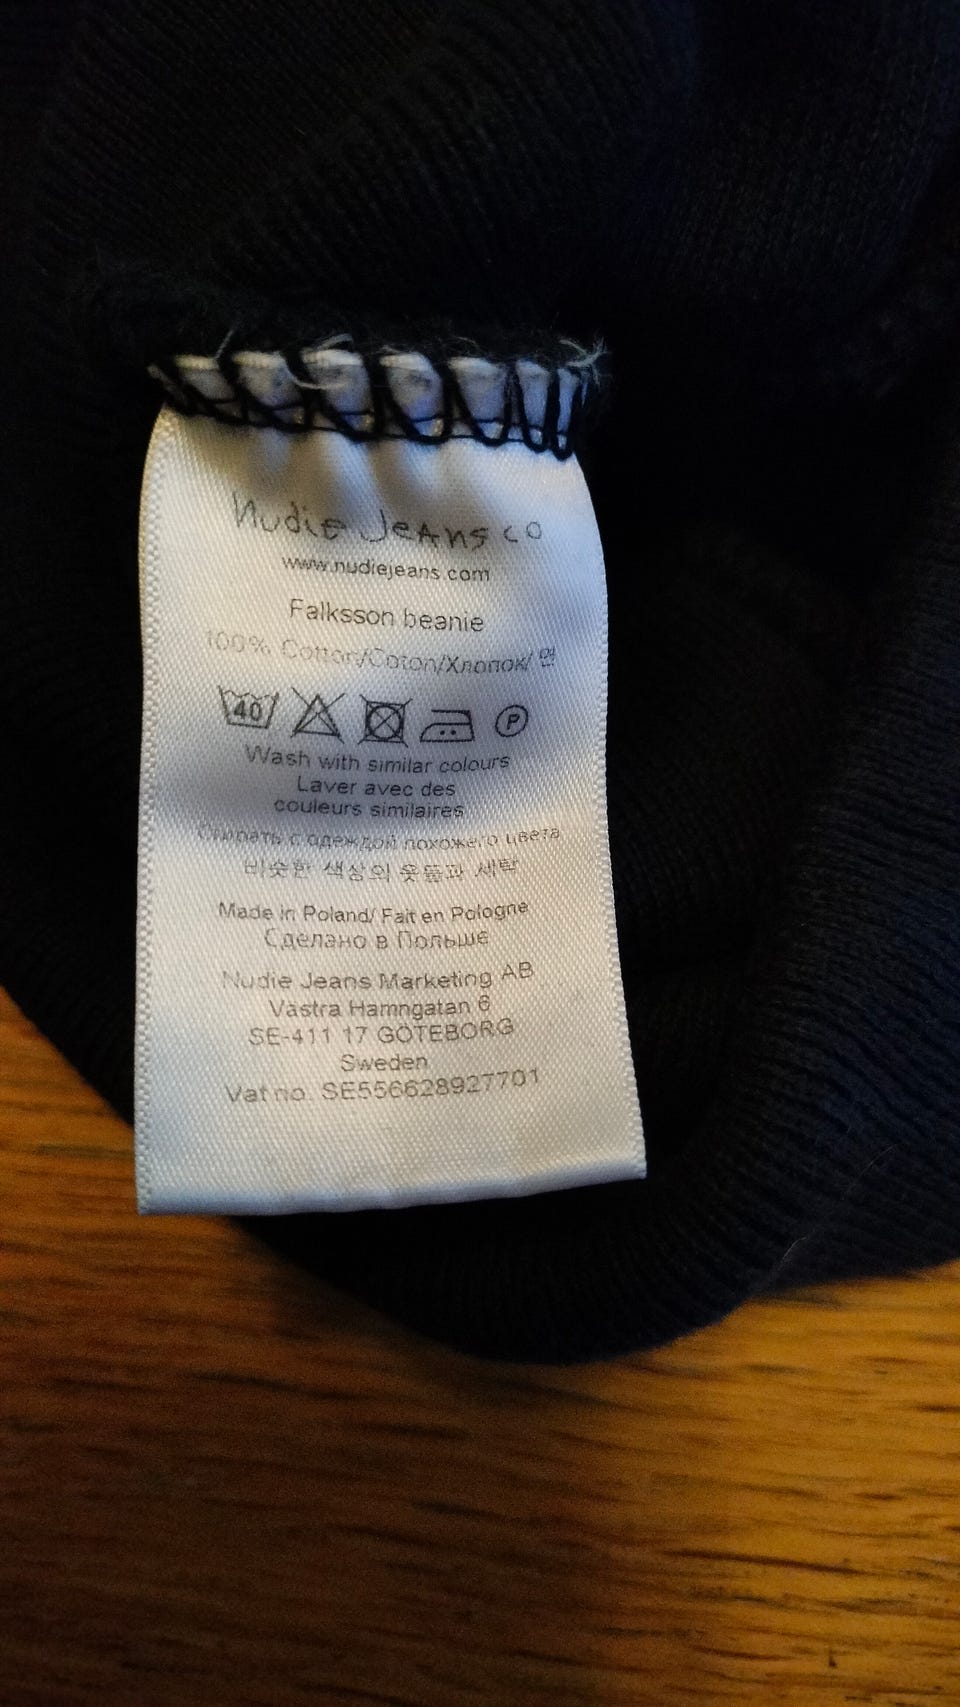 Nudie Jeans co
www.nudiejeans.com
Falksson beanie
100% Cotton/Coton/Хлопок/ 면
40
P
Wash with similar colours
Laver avec des
couleurs similaires
Стирать с одеждой похожего цвета
비슷한 색상의 옷들과 세탁
Made in Poland/ Fait en Pologne
Сделано в Польше
Nudie Jeans Marketing AB
Västra Hamngatan 6
SE-411 17 GÖTEBORG
Sweden
Vat no. SE556628927701